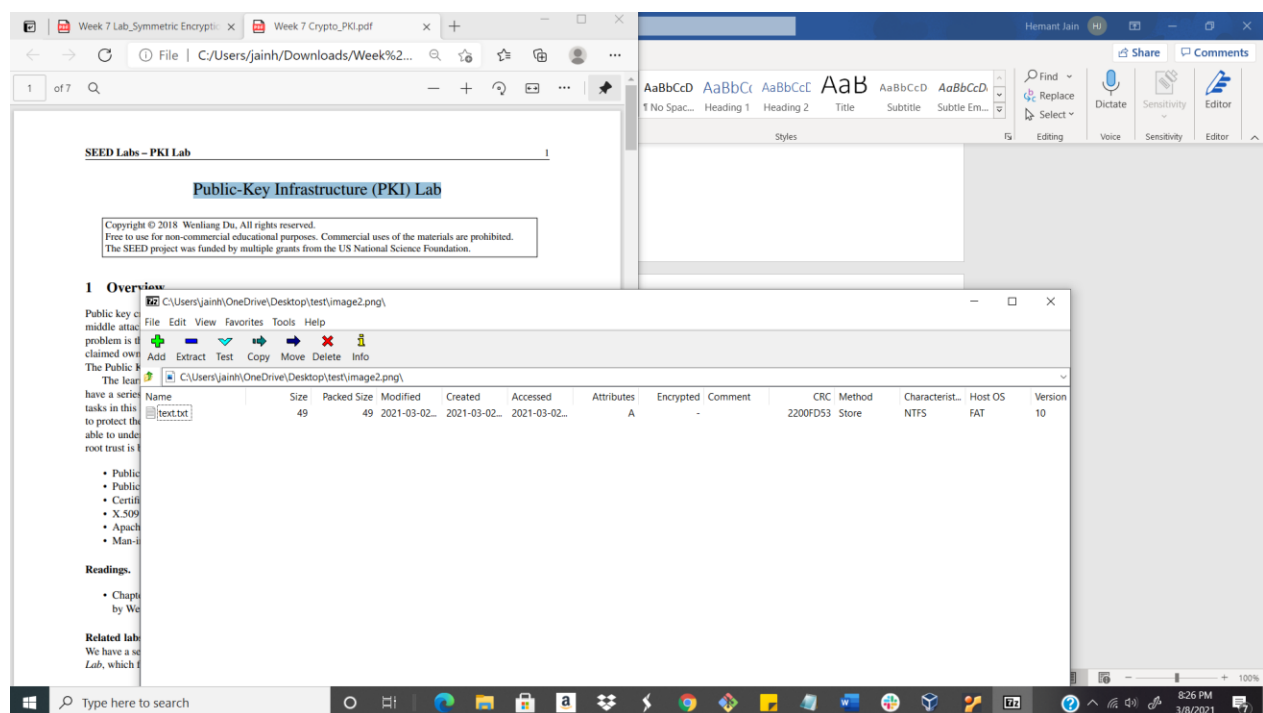 Week 7 Lab_Symmetric Encryptic
Week 7 Crypto_PKI.pdf
Hemant Jain
HJ
File
C:/Users/jainh/Downloads/Week%2...
Share
Comments
1 of 7
AaBbCcD AaBbCc AaBbCcE AaB AaBbCcD AaBbCcD
¶ No Spac... Heading 1 Heading 2 Title Subtitle Subtle Em...
Find
Replace
Select
Dictate
Sensitivity
Editor
Styles
Editing
Voice
Sensitivity
Editor
SEED Labs – PKI Lab 1
Public-Key Infrastructure (PKI) Lab
Copyright © 2018 Wenliang Du, All rights reserved.
Free to use for non-commercial educational purposes. Commercial uses of the materials are prohibited.
The SEED project was funded by multiple grants from the US National Science Foundation.
1 Overview
Public key c
middle attac
problem is th
claimed own
The Public K
The lear
have a series
tasks in this
to protect the
able to unde
root trust is b
• Public
• Public
• Certifi
• X.509
• Apach
• Man-i
Readings.
• Chapt
by We
Related lab
We have a se
Lab, which f
C:\Users\jainh\OneDrive\Desktop\test\image2.png\
File Edit View Favorites Tools Help
Add Extract Test Copy Move Delete Info
C:\Users\jainh\OneDrive\Desktop\test\image2.png\
Name Size Packed Size Modified Created Accessed Attributes Encrypted Comment CRC Method Characterist... Host OS Version
text.txt 49 49 2021-03-02... 2021-03-02... 2021-03-02... A - 2200FD53 Store NTFS FAT 10
100%
Type here to search
8:26 PM
3/8/2021